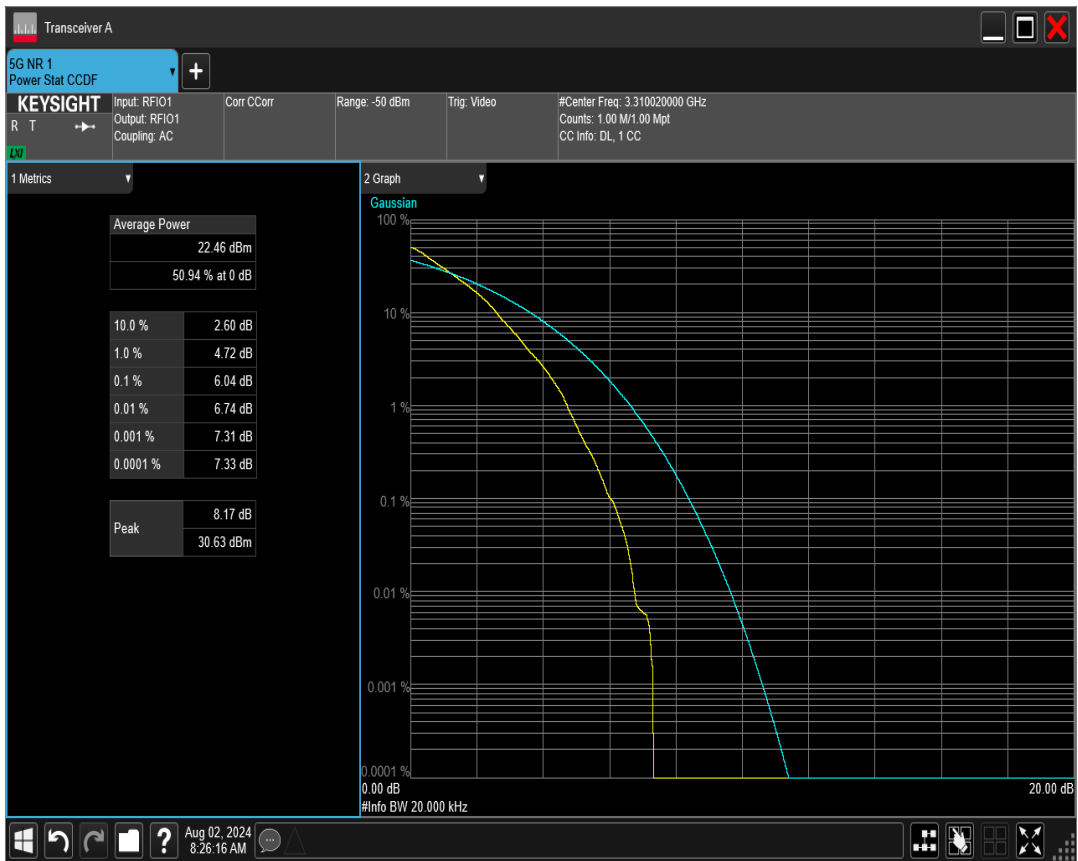 Transceiver A
5G NR 1
Power Stat CCDF
+
KEYSIGHT
R T
LXI
Input: RFIO1
Output: RFIO1
Coupling: AC
Corr CCorr
Range: -50 dBm
Trig: Video
#Center Freq: 3.310020000 GHz
Counts: 1.00 M/1.00 Mpt
CC Info: DL, 1 CC
1 Metrics
Average Power
22.46 dBm
50.94 % at 0 dB
10.0 % 2.60 dB
1.0 % 4.72 dB
0.1 % 6.04 dB
0.01 % 6.74 dB
0.001 % 7.31 dB
0.0001 % 7.33 dB
Peak
8.17 dB
30.63 dBm
2 Graph
Gaussian
100 %
10 %
1 %
0.1 %
0.01 %
0.001 %
0.0001 %
0.00 dB 20.00 dB
#Info BW 20.000 kHz
?
Aug 02, 2024
8:26:16 AM